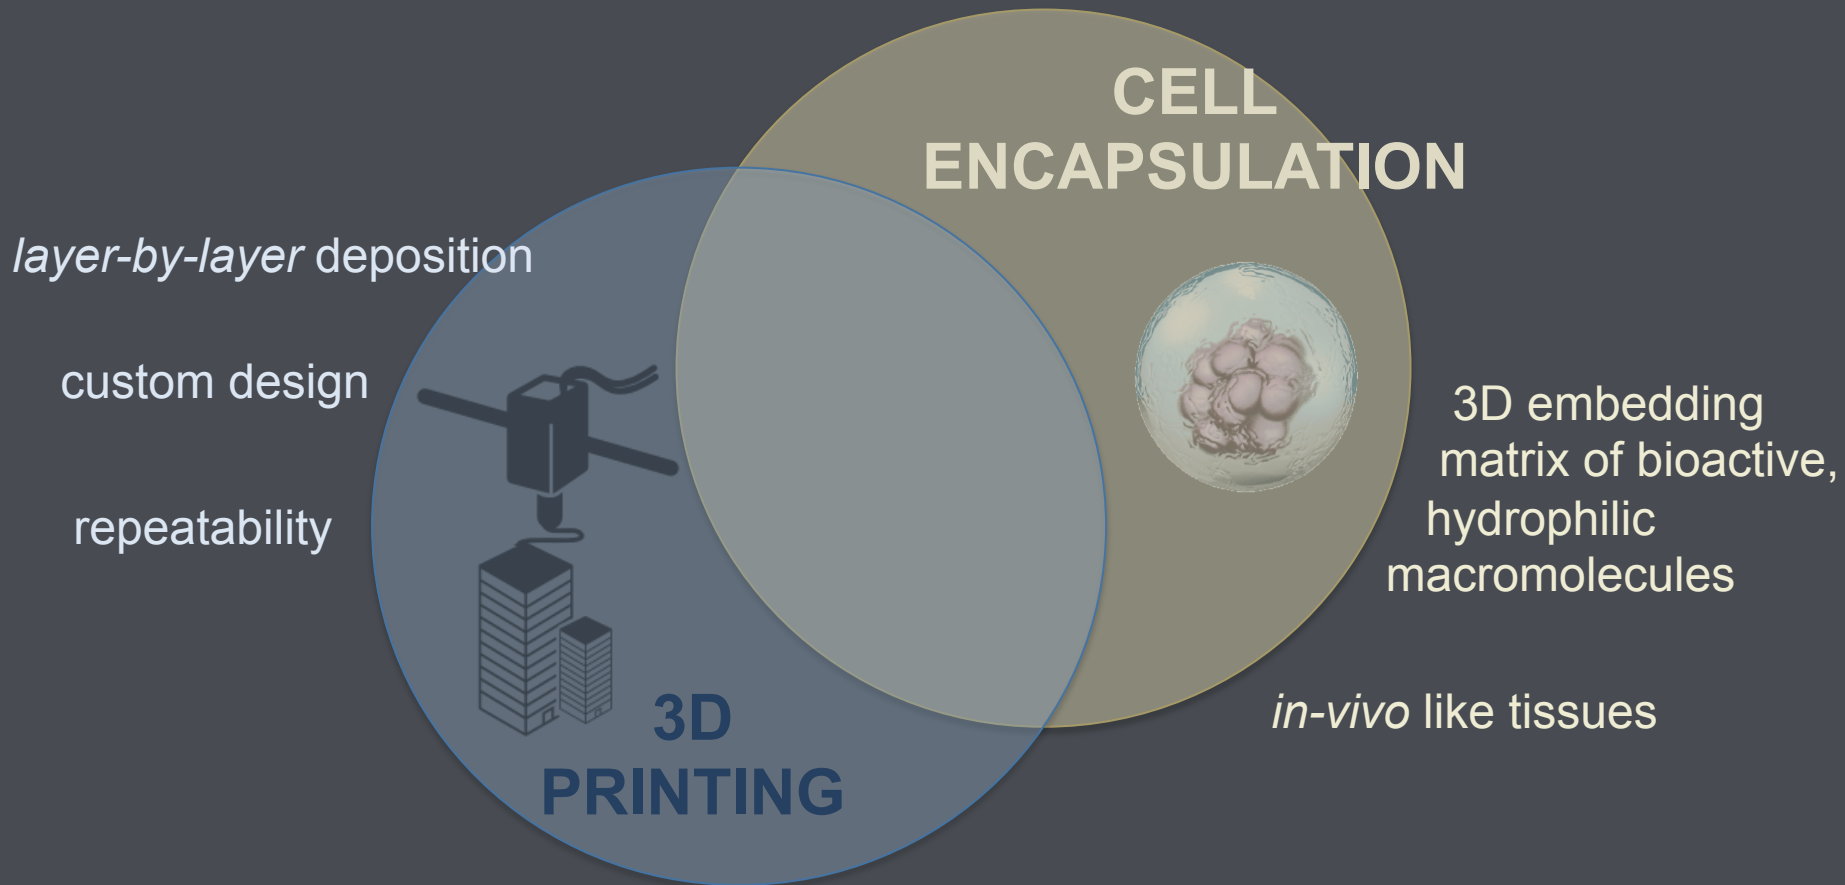 CELL
ENCAPSULATION
layer-by-layer deposition
custom design
repeatability
3D
PRINTING
3D embedding
matrix of bioactive,
hydrophilic
macromolecules
in-vivo like tissues